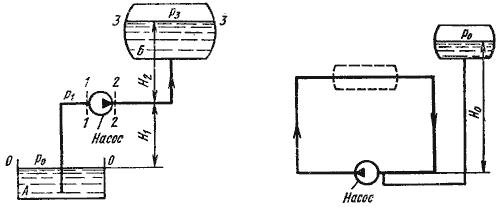 3 p₃ 3
Б
H₂
p₁ 1 2
1 2
Насос
H₁
0 p₀ 0
А
p₀
H₀
Насос